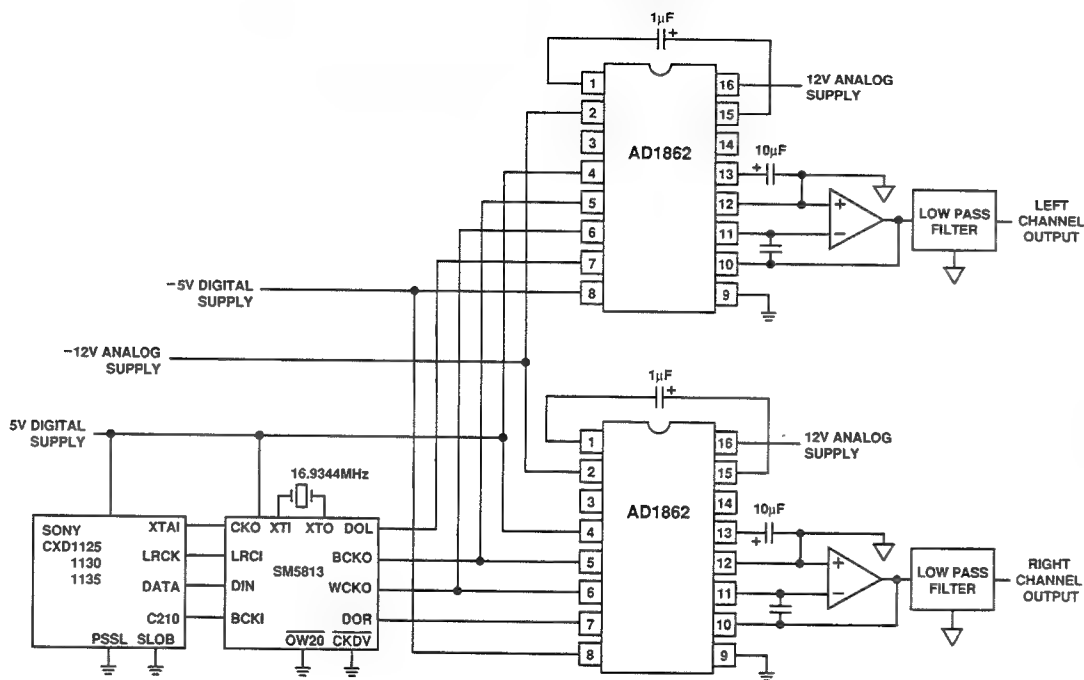 1µF
+
1
2
3
4
5
6
7
8
AD1862
16
15
14
13
12
11
10
9
12V ANALOG
SUPPLY
10µF
+
+
−
LOW PASS
FILTER
LEFT
CHANNEL
OUTPUT
−5V DIGITAL
SUPPLY
−12V ANALOG
SUPPLY
5V DIGITAL
SUPPLY
1µF
+
1
2
3
4
5
6
7
8
AD1862
16
15
14
13
12
11
10
9
12V ANALOG
SUPPLY
10µF
+
+
−
LOW PASS
FILTER
RIGHT
CHANNEL
OUTPUT
16.9344MHz
SONY
CXD1125
1130
1135
XTAI
LRCK
DATA
C210
PSSL SLOB
CKO XTI XTO DOL
LRCI
DIN
BCKI
SM5813
BCKO
WCKO
DOR
OW20 CKDV